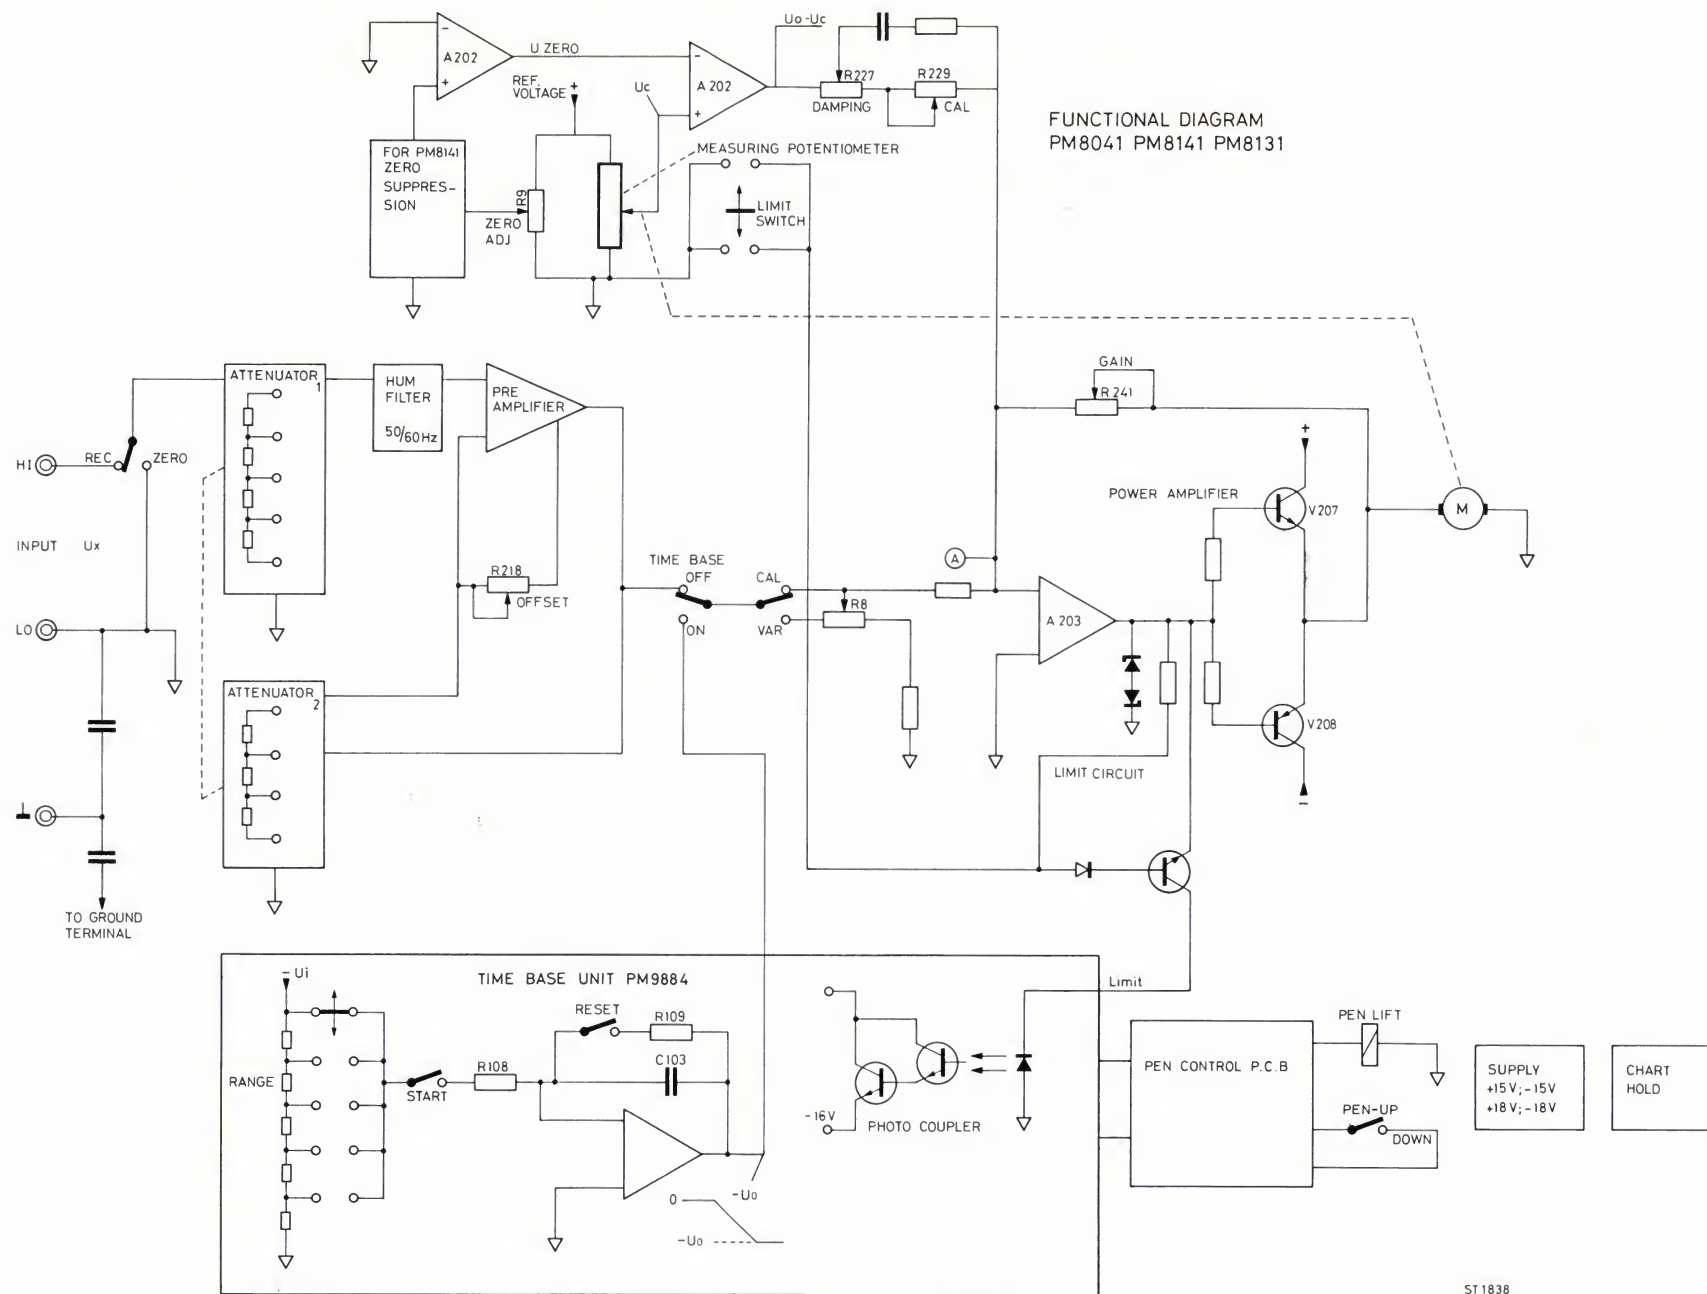 Uo-Uc
A202
U ZERO
REF.
VOLTAGE
+
Uc
A202
R227
R229
DAMPING
CAL
FUNCTIONAL DIAGRAM
PM8041 PM8141 PM8131
FOR PM8141
ZERO
SUPPRES-
SION
R9
ZERO
ADJ
MEASURING POTENTIOMETER
LIMIT
SWITCH
ATTENUATOR
1
HUM
FILTER
50/60Hz
PRE
AMPLIFIER
GAIN
R241
HI
REC
ZERO
INPUT Ux
LO
R218
OFFSET
TIME BASE
OFF
ON
CAL
VAR
R8
A
A203
POWER AMPLIFIER
+
V207
M
V208
-
LIMIT CIRCUIT
ATTENUATOR
2
TO GROUND
TERMINAL
- Ui
TIME BASE UNIT PM9884
RESET
R109
C103
R108
RANGE
START
-Uo
0
-Uo
-16V
PHOTO COUPLER
Limit
PEN CONTROL P.C.B
PEN LIFT
PEN-UP
DOWN
SUPPLY
+15V;-15V
+18V;-18V
CHART
HOLD
ST1838